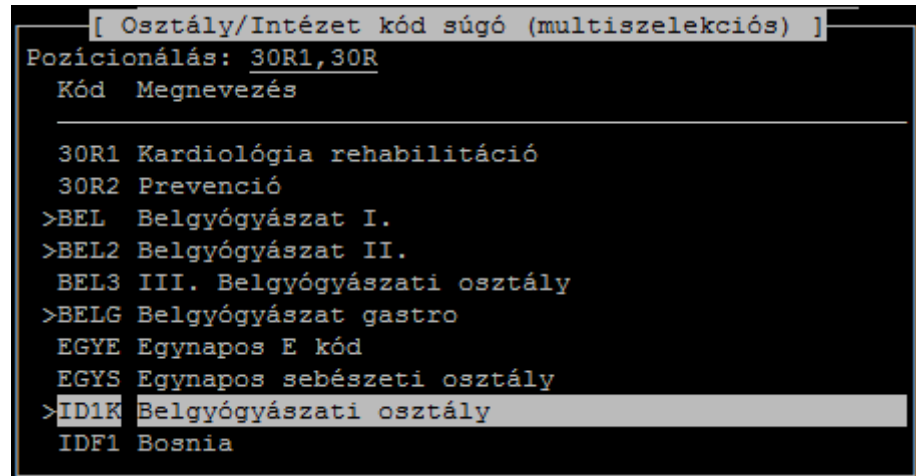 [ Osztály/Intézet kód súgó (multiszelekciós) ]
Pozícionálás: 30R1,30R
Kód Megnevezés
30R1 Kardiológia rehabilitáció
30R2 Prevenció
>BEL Belgyógyászat I.
>BEL2 Belgyógyászat II.
BEL3 III. Belgyógyászati osztály
>BELG Belgyógyászat gastro
EGYE Egynapos E kód
EGYS Egynapos sebészeti osztály
>ID1K Belgyógyászati osztály
IDF1 Bosnia